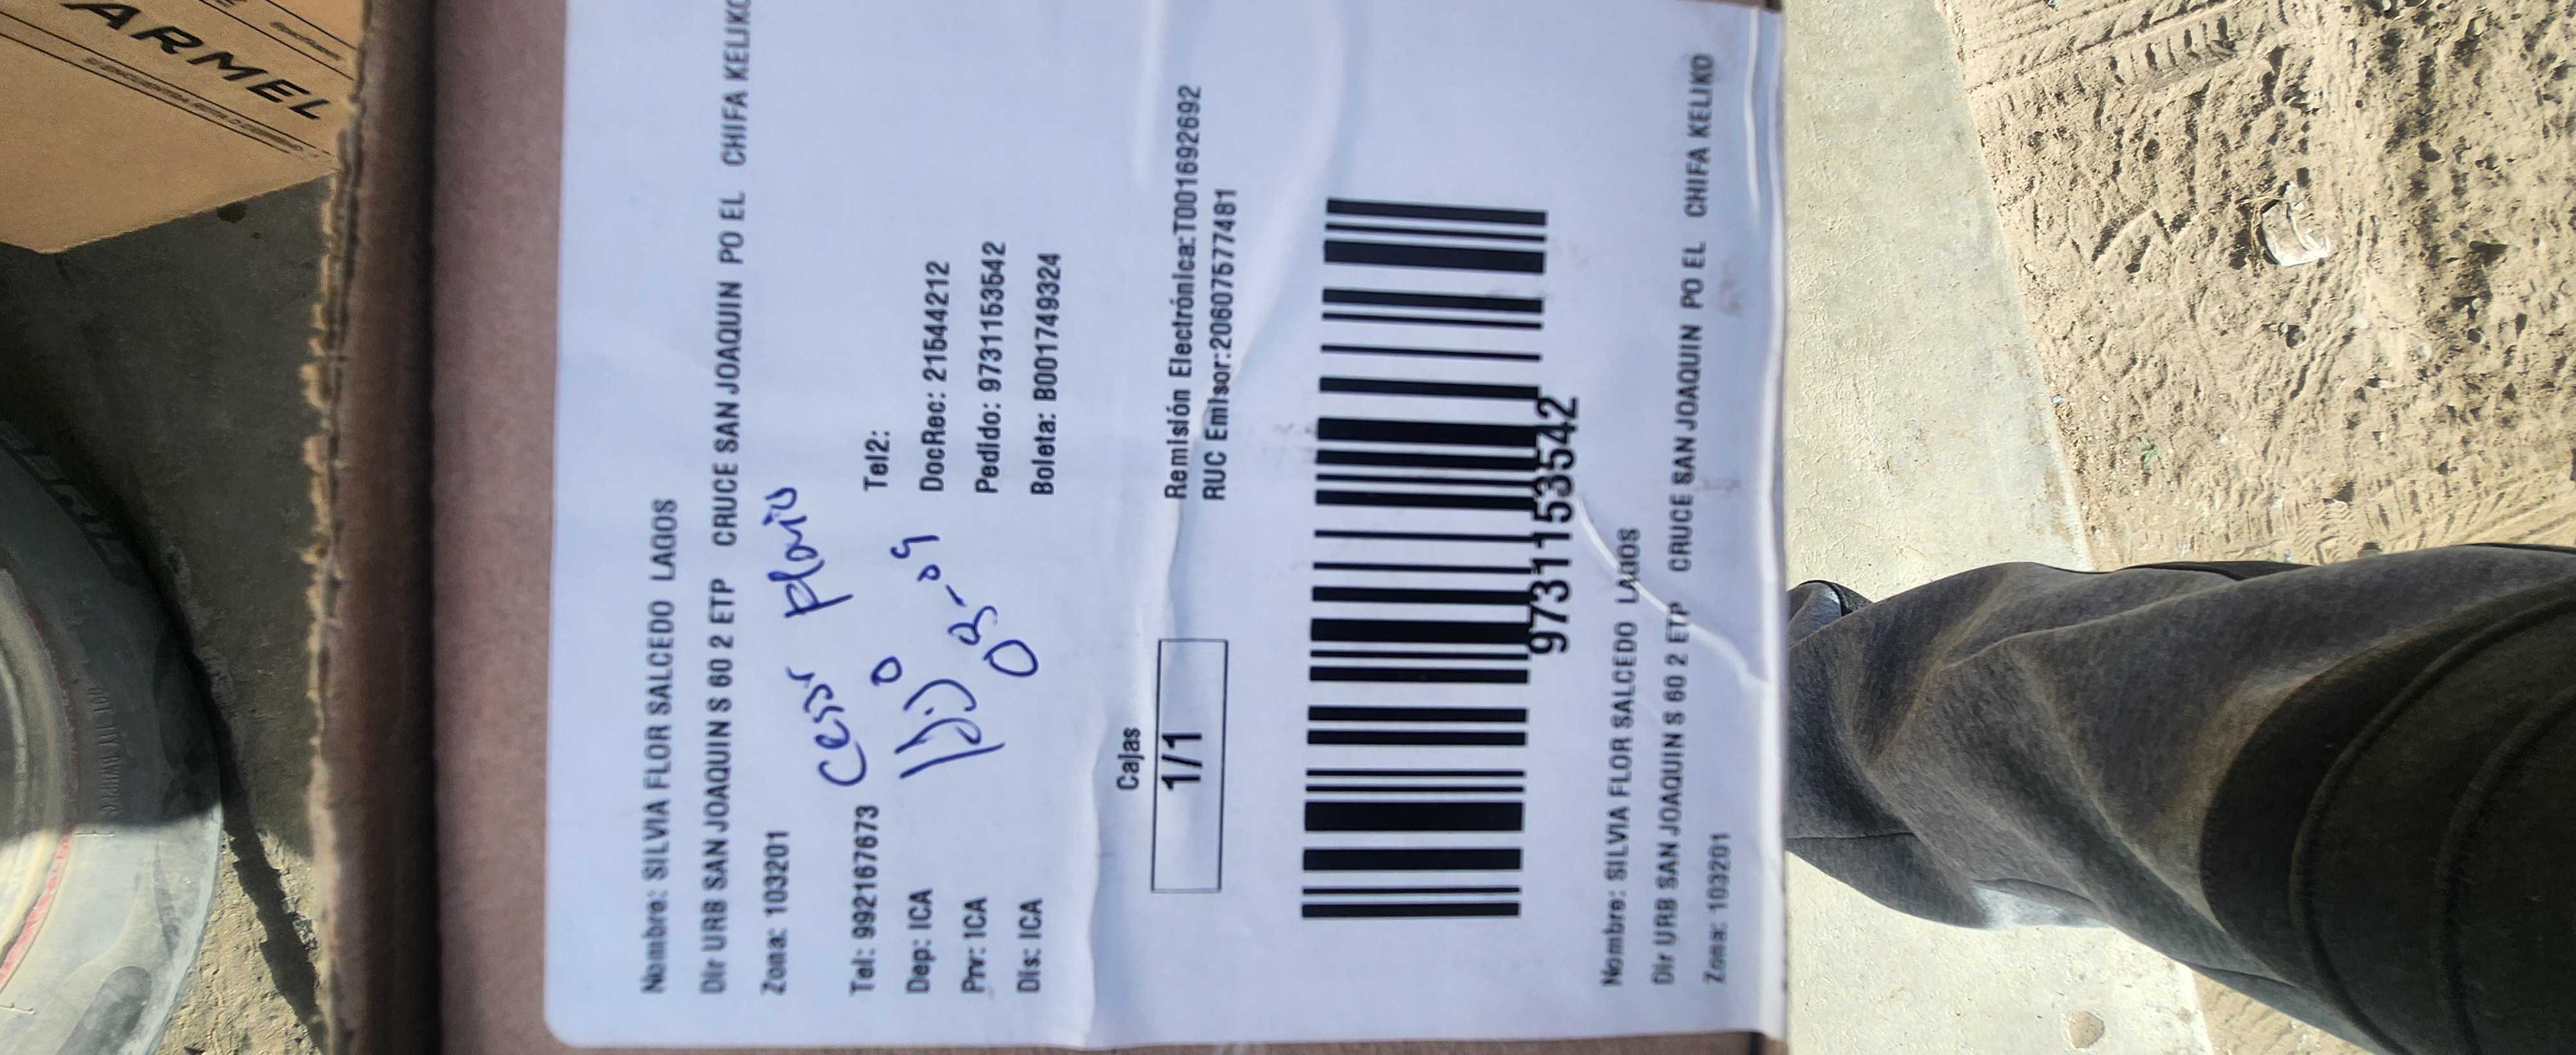 ARMEL
Nombre: SILVIA FLOR SALCEDO LAGOS
Dir URB SAN JOAQUIN S 60 2 ETP CRUCE SAN JOAQUIN PO EL CHIFA KELIKO
Zona: 103201
Tel: 992167673 Tel2:
Dep: ICA DocRec: 21544212
Prv: ICA Pedido: 97311153542
Dis: ICA Boleta: B001749324
Cajas
1/1
Remisión Electrónica:T001692692
RUC Emisor:20607577481
97311153542
Nombre: SILVIA FLOR SALCEDO LAGOS
Dir URB SAN JOAQUIN S 60 2 ETP CRUCE SAN JOAQUIN PO EL CHIFA KELIKO
Zona: 103201